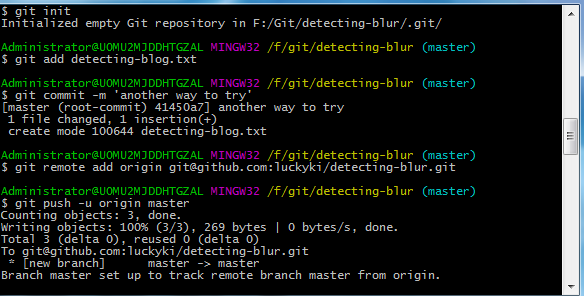 $ git init
Initialized empty Git repository in F:/Git/detecting-blur/.git/
Administrator@UOMU2MJDDHTGZAL MINGW32 /f/git/detecting-blur (master)
$ git add detecting-blog.txt
Administrator@UOMU2MJDDHTGZAL MINGW32 /f/git/detecting-blur (master)
$ git commit -m 'another way to try'
[master (root-commit) 41450a7] another way to try
 1 file changed, 1 insertion(+)
 create mode 100644 detecting-blog.txt
Administrator@UOMU2MJDDHTGZAL MINGW32 /f/git/detecting-blur (master)
$ git remote add origin git@github.com:luckyki/detecting-blur.git
Administrator@UOMU2MJDDHTGZAL MINGW32 /f/git/detecting-blur (master)
$ git push -u origin master
Counting objects: 3, done.
Writing objects: 100% (3/3), 269 bytes | 0 bytes/s, done.
Total 3 (delta 0), reused 0 (delta 0)
To git@github.com:luckyki/detecting-blur.git
 * [new branch]      master -> master
Branch master set up to track remote branch master from origin.